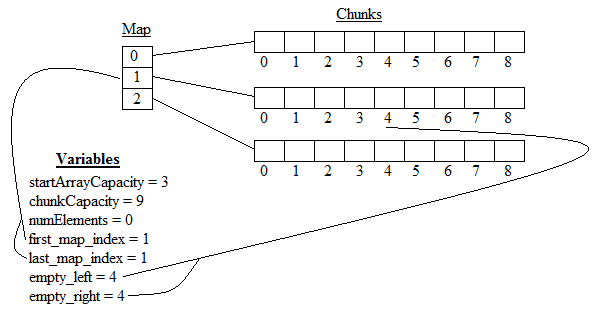 Chunks
Map
0
0 1 2 3 4 5 6 7 8
1
0 1 2 3 4 5 6 7 8
2
0 1 2 3 4 5 6 7 8
Variables
startArrayCapacity = 3
chunkCapacity = 9
numElements = 0
first_map_index = 1
last_map_index = 1
empty_left = 4
empty_right = 4